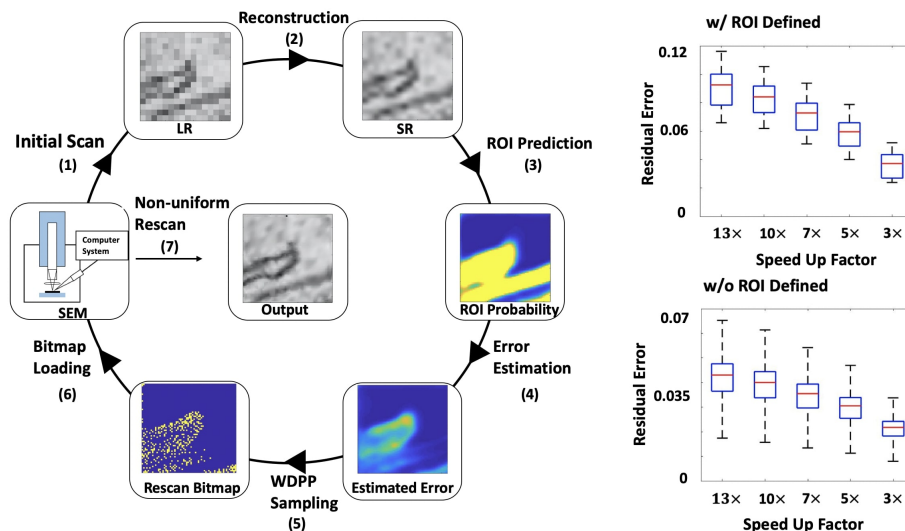 Reconstruction
(2)
LR
SR
Initial Scan
(1)
ROI Prediction
(3)
Non-uniform
Rescan
(7)
Computer
System
SEM
Output
ROI Probability
Bitmap
Loading
(6)
Error
Estimation
(4)
Rescan Bitmap
WDPP
Sampling
(5)
Estimated Error
w/ ROI Defined
Residual Error
0.12
0.06
0
13× 10× 7× 5× 3×
Speed Up Factor
w/o ROI Defined
Residual Error
0.07
0.035
0
13× 10× 7× 5× 3×
Speed Up Factor